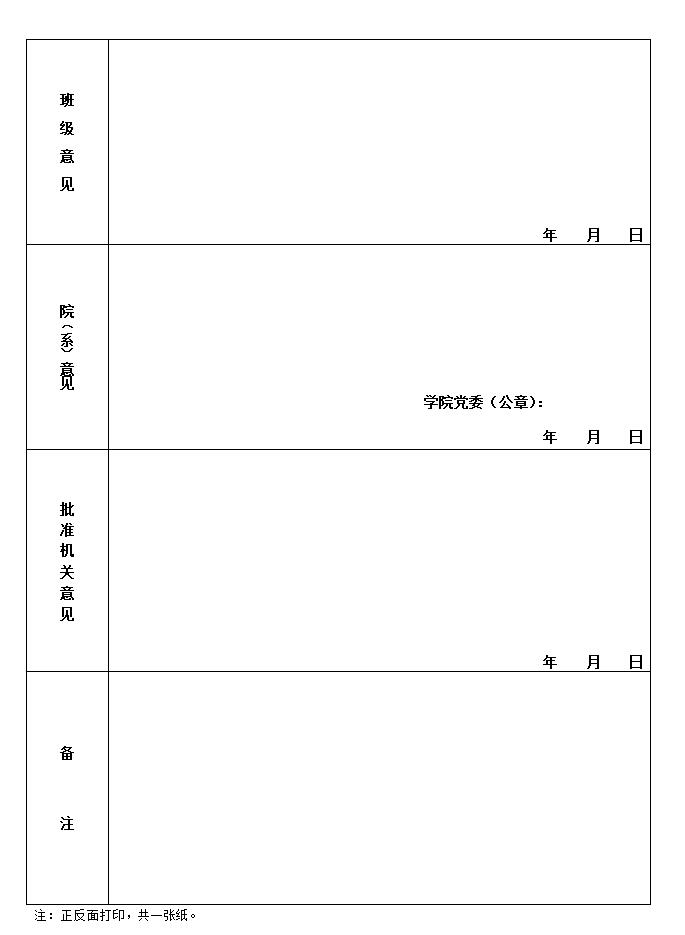 班级意见
年 月 日
院（系）意见
学院党委（公章）：
年 月 日
批准机关意见
年 月 日
备注
注：正反面打印，共一张纸。